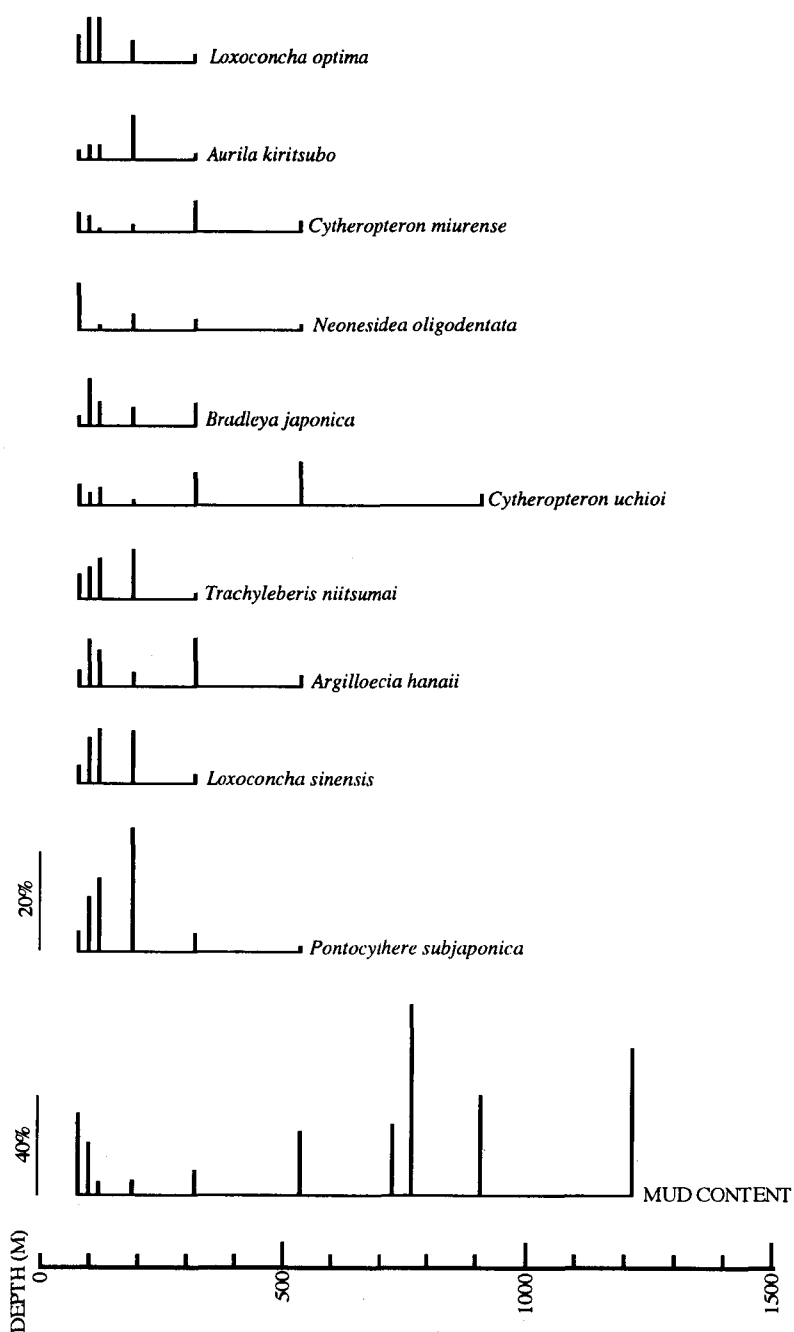 Loxoconcha optima
Aurila kiritsubo
Cytheropteron miurense
Neonesidea oligodentata
Bradleya japonica
Cytheropteron uchioi
Trachyleberis niitsumai
Argilloecia hanaii
Loxoconcha sinensis
20%
Pontocythere subjaponica
40%
MUD CONTENT
DEPTH (M)
0
500
1000
1500